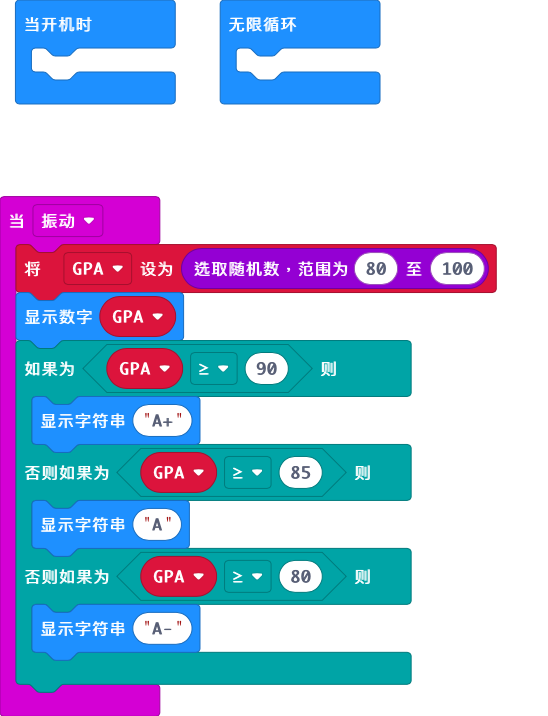 当开机时
无限循环
当 振动
将 GPA 设为 选取随机数，范围为 80 至 100
显示数字 GPA
如果为 GPA ≥ 90 则
显示字符串 "A+"
否则如果为 GPA ≥ 85 则
显示字符串 "A"
否则如果为 GPA ≥ 80 则
显示字符串 "A-"